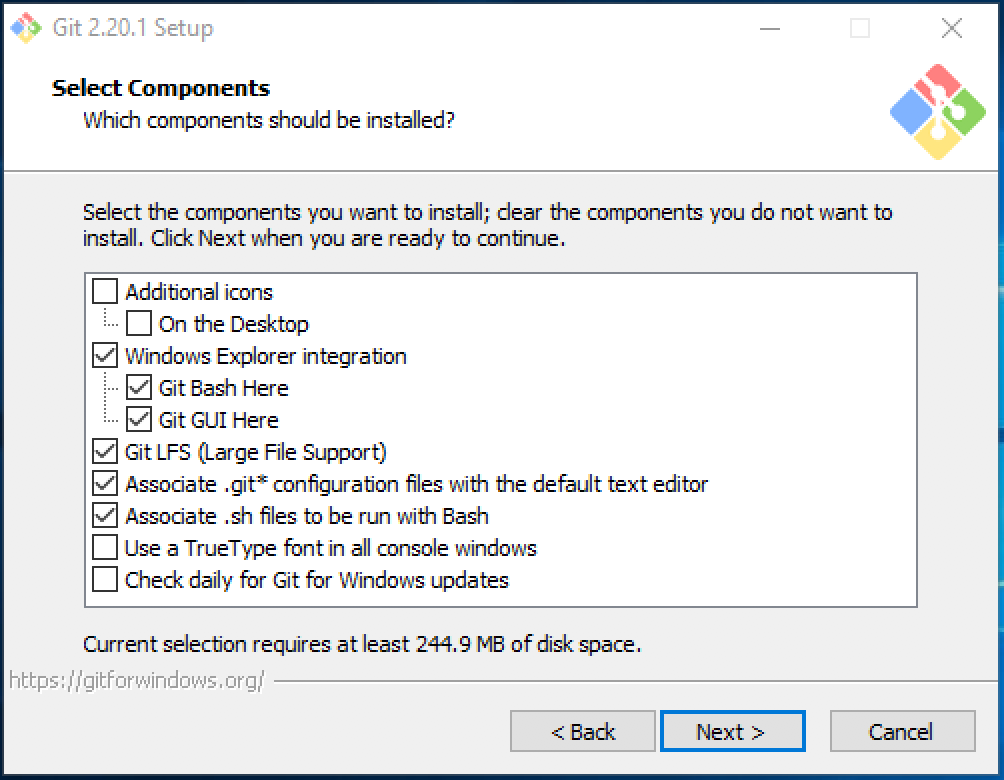 Git 2.20.1 Setup
Select Components
Which components should be installed?
Select the components you want to install; clear the components you do not want to
install. Click Next when you are ready to continue.
Additional icons
On the Desktop
Windows Explorer integration
Git Bash Here
Git GUI Here
Git LFS (Large File Support)
Associate .git* configuration files with the default text editor
Associate .sh files to be run with Bash
Use a TrueType font in all console windows
Check daily for Git for Windows updates
Current selection requires at least 244.9 MB of disk space.
https://gitforwindows.org/
< Back Next > Cancel